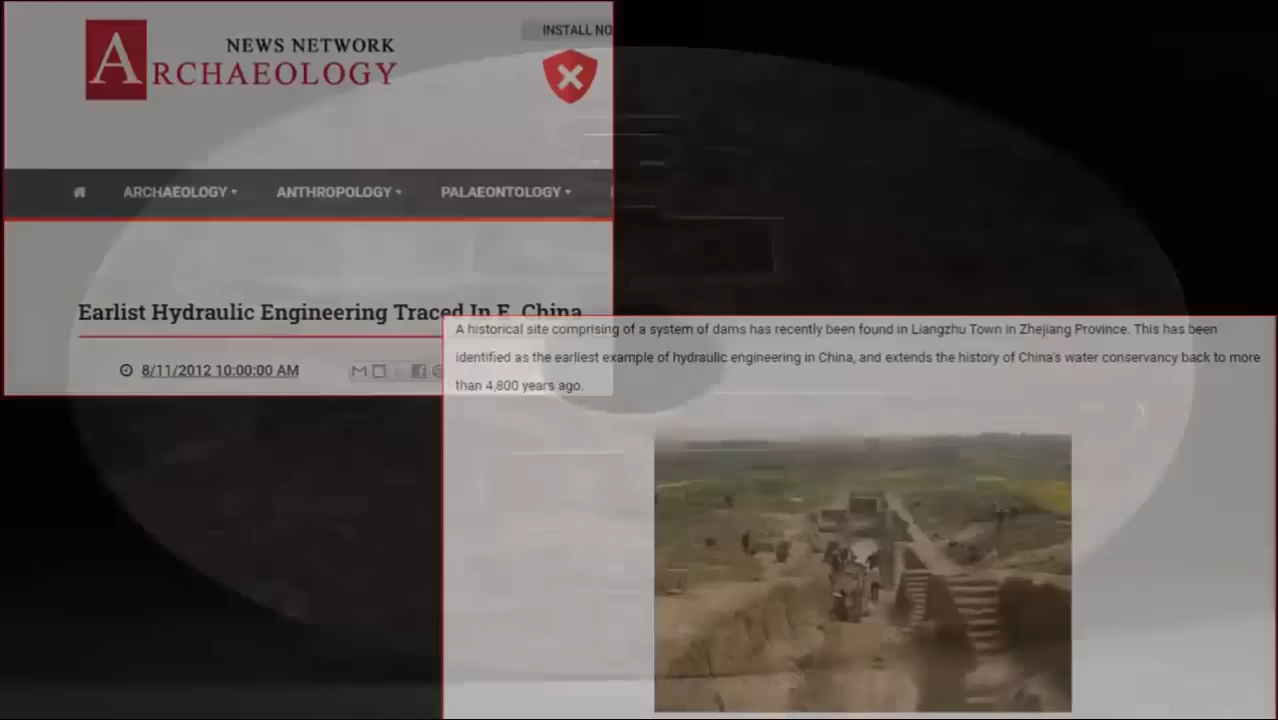 NEWS NETWORK
ARCHAEOLOGY
INSTALL NO
ARCHAEOLOGY
ANTHROPOLOGY
PALAEONTOLOGY
Earlist Hydraulic Engineering Traced In E. China
8/11/2012 10:00:00 AM
A historical site comprising of a system of dams has recently been found in Liangzhu Town in Zhejiang Province. This has been
identified as the earliest example of hydraulic engineering in China, and extends the history of China's water conservancy back to more
than 4,800 years ago.